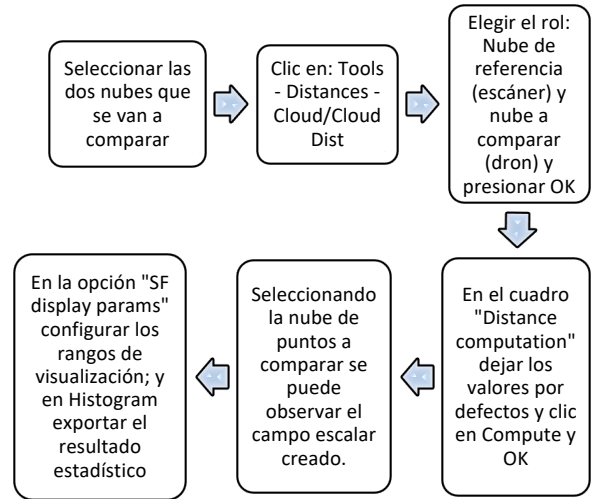 Seleccionar las
dos nubes que
se van a
comparar
Clic en: Tools
- Distances -
Cloud/Cloud
Dist
Elegir el rol:
Nube de
referencia
(escáner) y
nube a
comparar
(dron) y
presionar OK
En el cuadro
"Distance
computation"
dejar los
valores por
defectos y clic
en Compute y
OK
Seleccionando
la nube de
puntos a
comparar se
puede
observar el
campo escalar
creado.
En la opción "SF
display params"
configurar los
rangos de
visualización; y
en Histogram
exportar el
resultado
estadístico